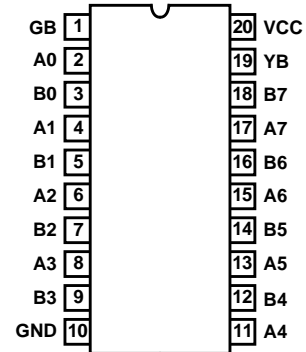 GB 1 20 VCC
A0 2 19 YB
B0 3 18 B7
A1 4 17 A7
B1 5 16 B6
A2 6 15 A6
B2 7 14 B5
A3 8 13 A5
B3 9 12 B4
GND 10 11 A4